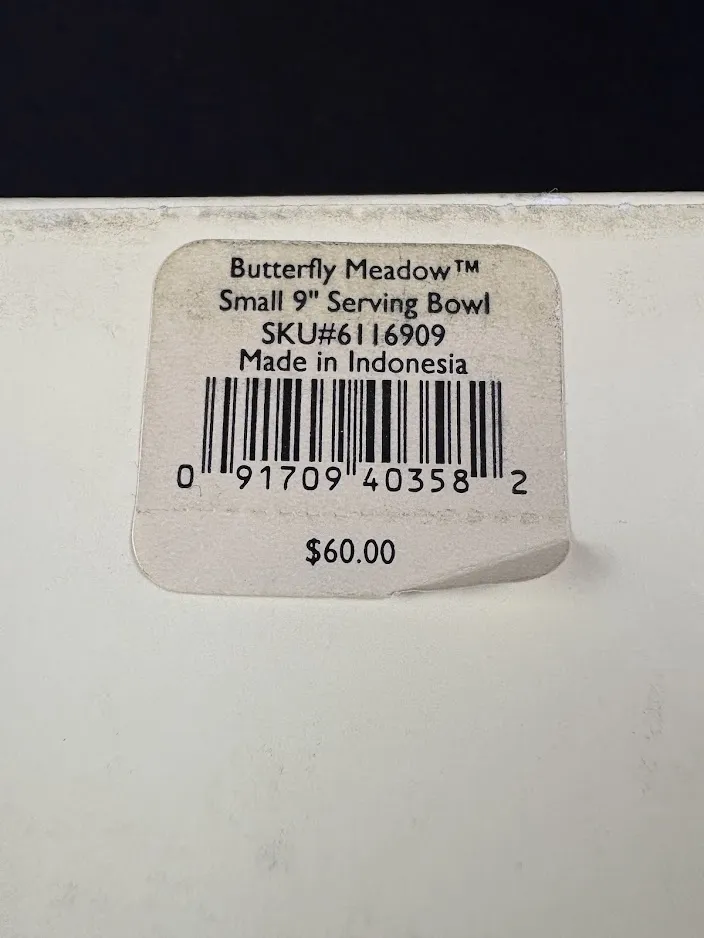 Butterfly Meadow™
Small 9" Serving Bowl
SKU#6116909
Made in Indonesia
0 91709 40358 2
$60.00